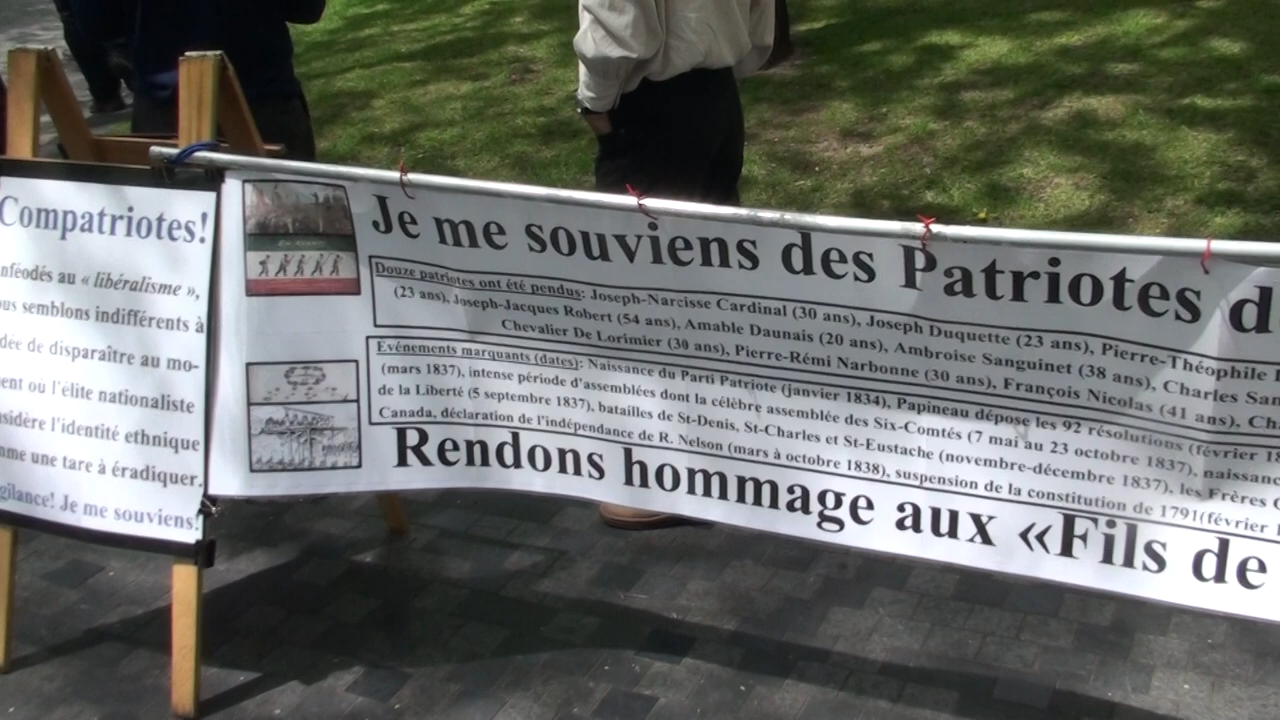 Compatriotes!
nféodés au « libéralisme »,
us semblons indifférents à
dée de disparaître au mo-
ent où l'élite nationaliste
sidère l'identité ethnique
me une tare à éradiquer.
gilance! Je me souviens!
Je me souviens des Patriotes d
Douze patriotes ont été pendus: Joseph-Narcisse Cardinal (30 ans), Joseph Duquette (23 ans), Pierre-Théophile
(23 ans), Joseph-Jacques Robert (54 ans), Amable Daunais (20 ans), Ambroise Sanguinet (38 ans), Charles San
Chevalier De Lorimier (30 ans), Pierre-Rémi Narbonne (30 ans), François Nicolas (41 ans), Ch
Evénements marquants (dates): Naissance du Parti Patriote (janvier 1834), Papineau dépose les 92 résolutions (février 18
(mars 1837), intense période d'assemblées dont la célèbre assemblée des Six-Comtés (7 mai au 23 octobre 1837), naissance
de la Liberté (5 septembre 1837), batailles de St-Denis, St-Charles et St-Eustache (novembre-décembre 1837), les Frères C
Canada, déclaration de l'indépendance de R. Nelson (mars à octobre 1838), suspension de la constitution de 1791(février 1
Rendons hommage aux «Fils de